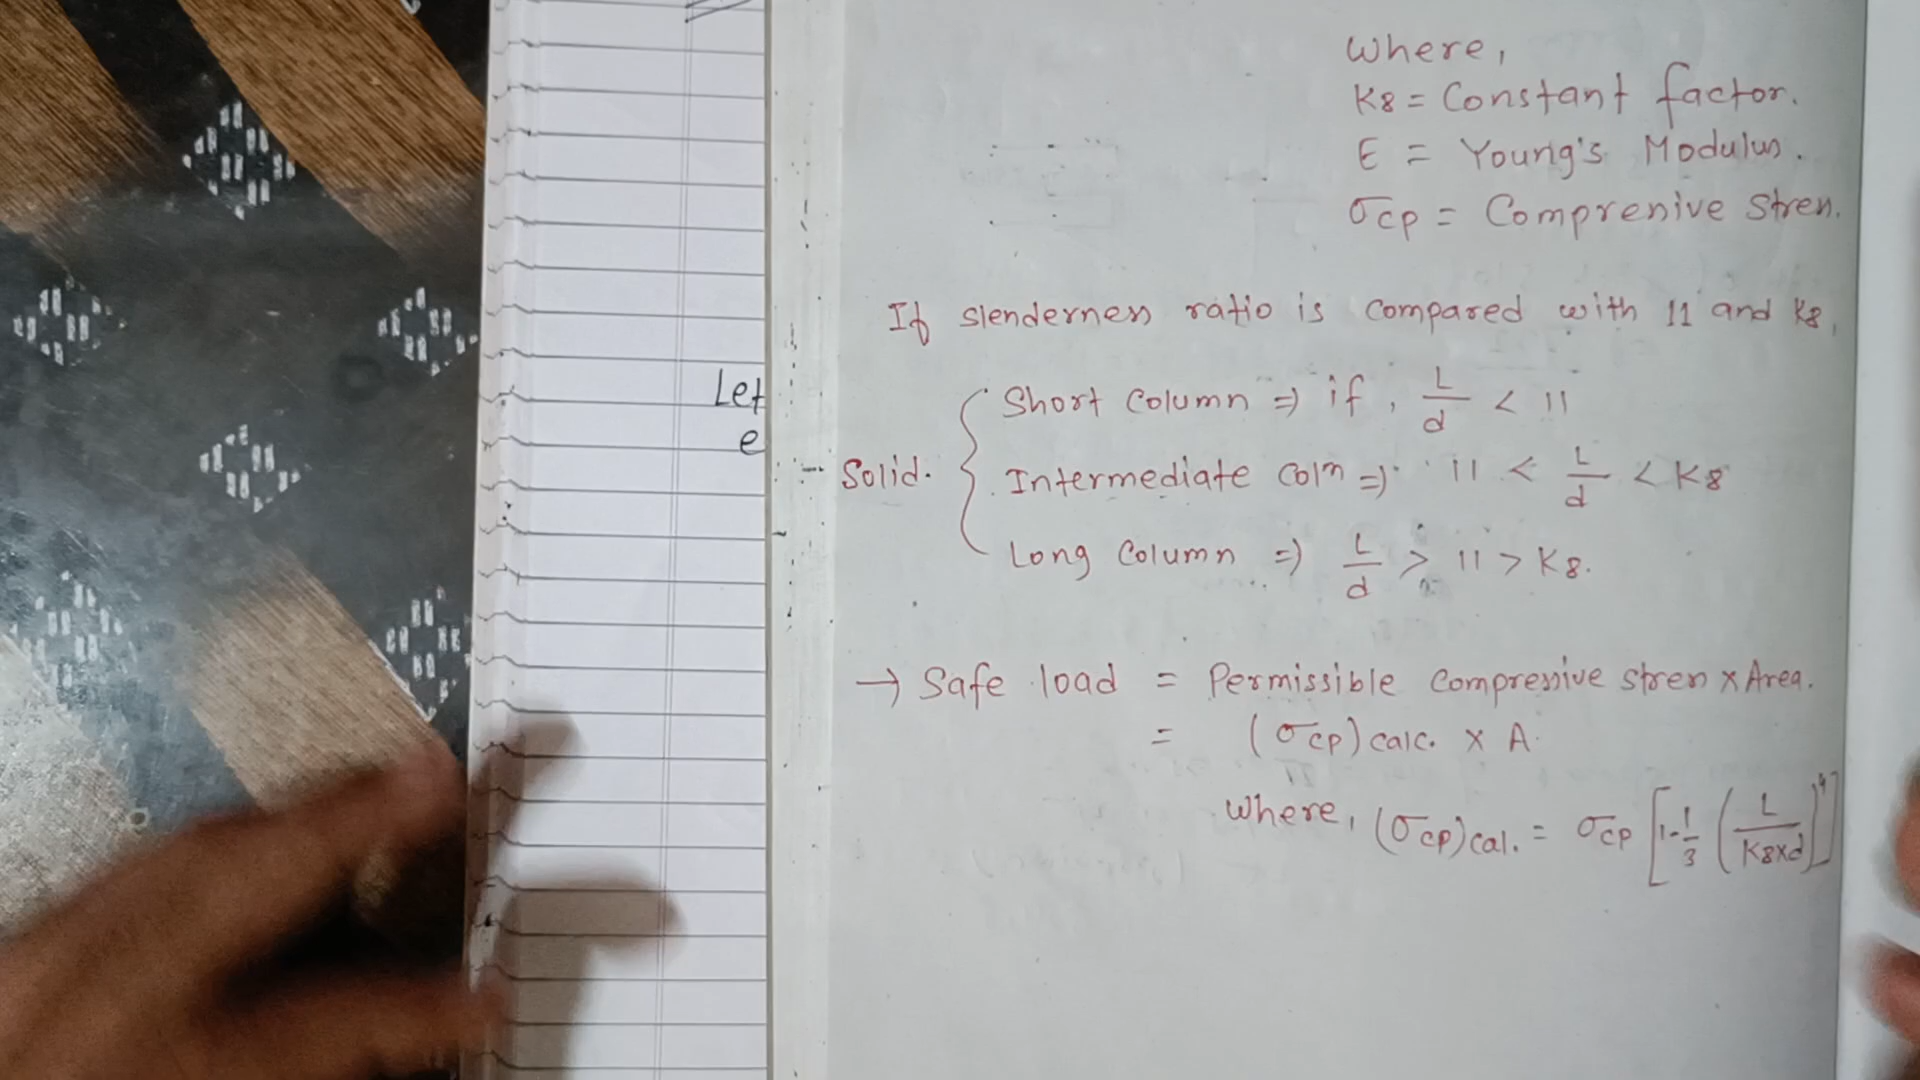 Where,
K8 = Constant factor.
E = Young's Modulus.
σcp = Compressive Stress.
If slenderness ratio is compared with 11 and K8,
Let
e
Solid.
Short Column ⇒ if, L/d < 11
Intermediate Colm ⇒ 11 < L/d < K8
Long Column ⇒ L/d > 11 > K8.
→ Safe load = Permissible Compressive stress x Area.
= (σcp) calc. x A.
Where, (σcp) cal. = σcp [1 - 1/3 (L/K8xd)^4]